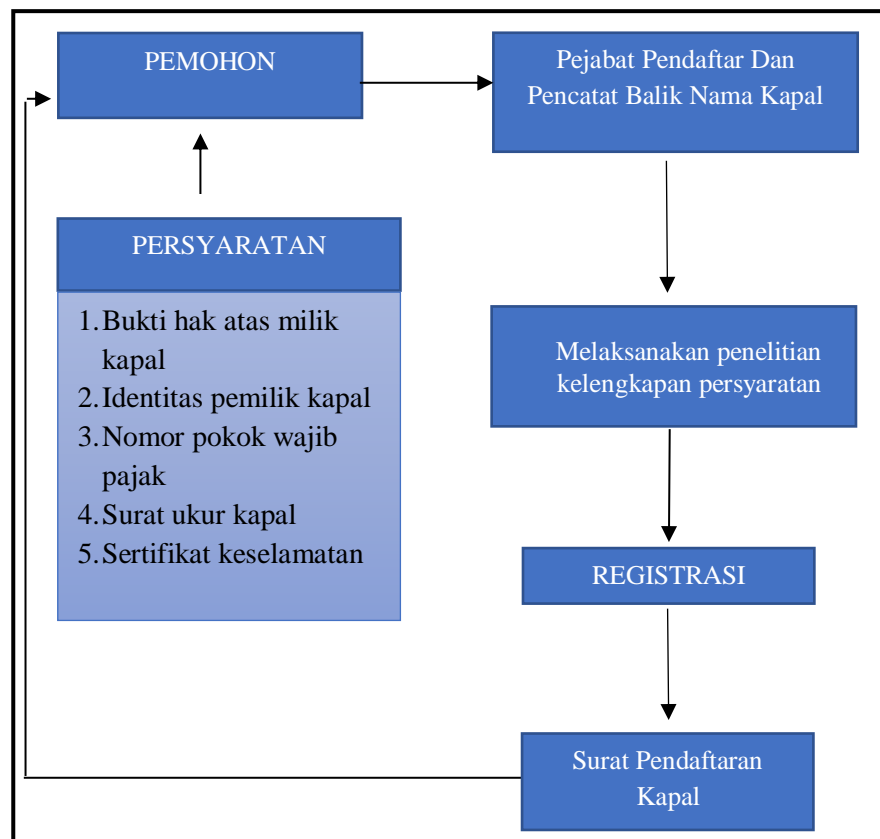 PEMOHON
Pejabat Pendaftar Dan
Pencatat Balik Nama Kapal
PERSYARATAN
1.Bukti hak atas milik
kapal
2.Identitas pemilik kapal
3.Nomor pokok wajib
pajak
4.Surat ukur kapal
5.Sertifikat keselamatan
Melaksanakan penelitian
kelengkapan persyaratan
REGISTRASI
Surat Pendaftaran
Kapal